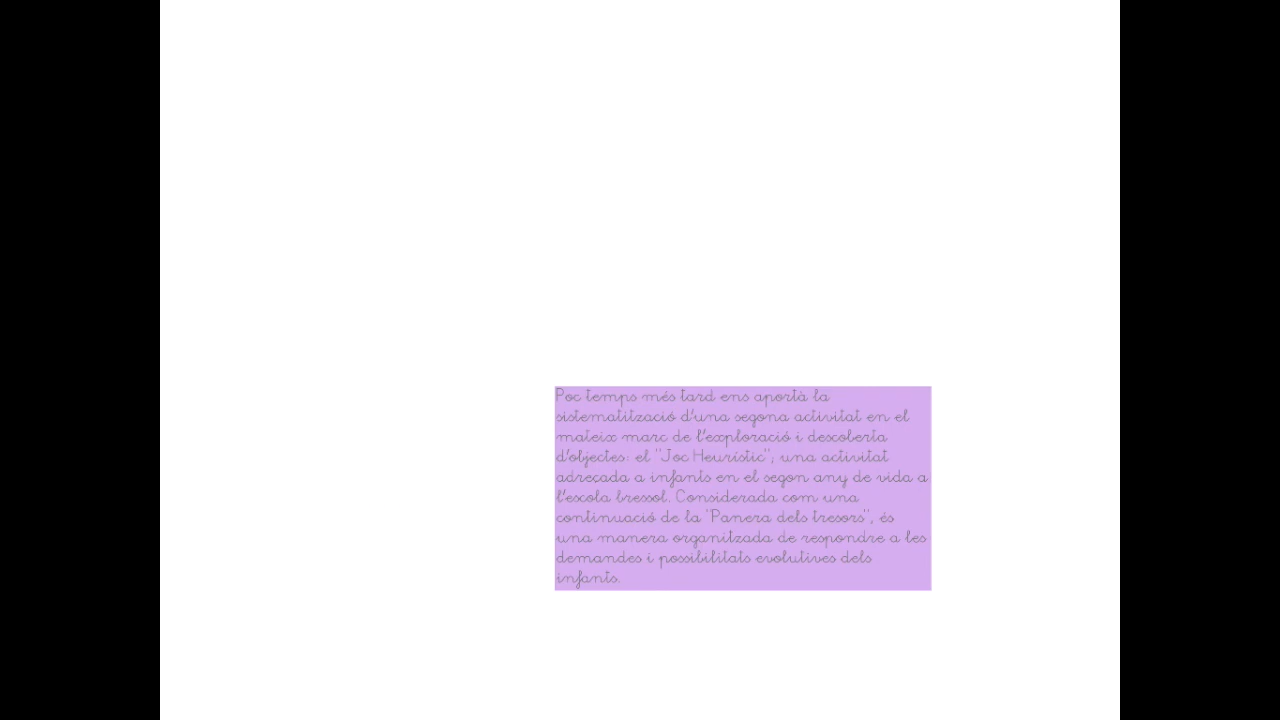 Poc temps més tard ens aportà la
sistematització d'una segona activitat en el
mateix marc de l'exploració i descoberta
d'objectes: el "Joc Heurístic", una activitat
adreçada a infants en el segon any de vida a
l'escola bressol. Considerada com una
continuació de la "Panera dels tresors", és
una manera organitzada de respondre a les
demandes i possibilitats evolutives dels
infants.